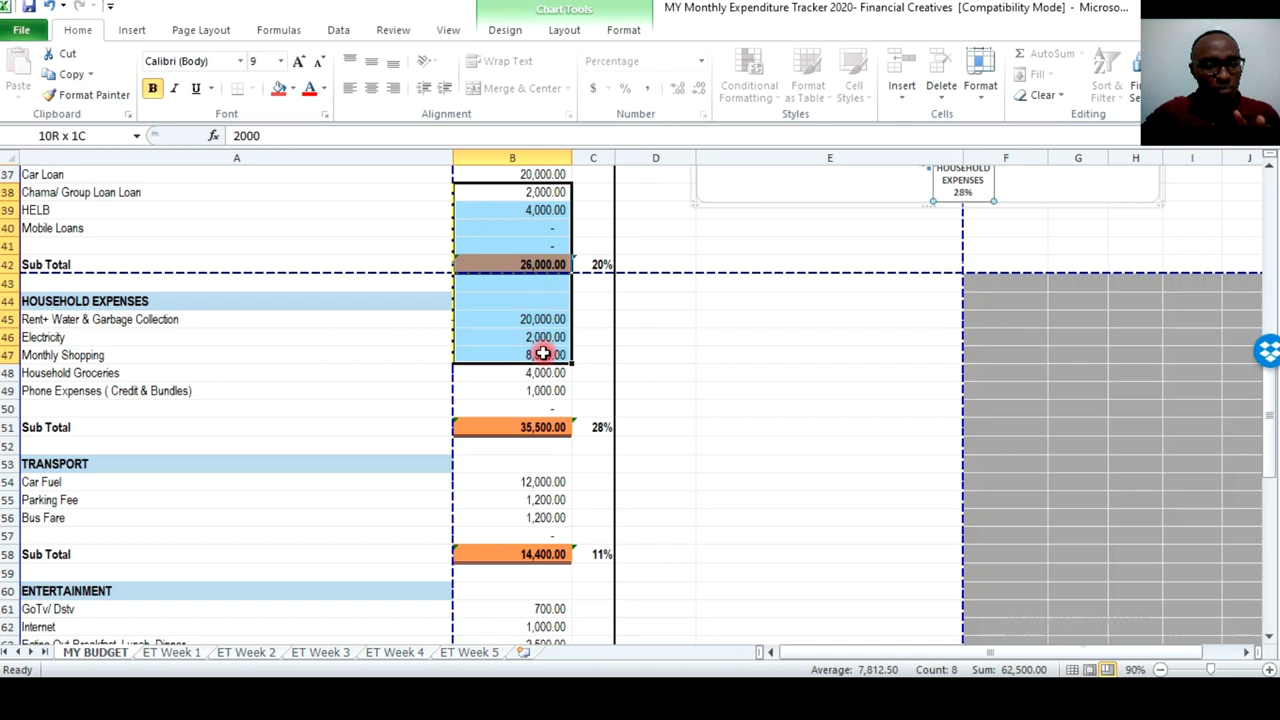 Chart Tools
MY Monthly Expenditure Tracker 2020- Financial Creatives [Compatibility Mode] - Microso...
File Home Insert Page Layout Formulas Data Review View Design Layout Format
Cut
Copy
Format Painter
Paste
Clipboard
Calibri (Body) 9
B I U
Font
Wrap Text
Merge & Center
Alignment
Percentage
$ % ,
Number
Conditional Formatting
Format as Table
Cell Styles
Styles
Insert Delete Format
Cells
AutoSum
Fill
Clear
Sort &
Filter
Editing
10R x 1C fx 2000
A B C D E F G H I J
37 Car Loan 20,000.00
38 Chama/ Group Loan Loan 2,000.00
39 HELB 4,000.00
40 Mobile Loans -
41 -
42 Sub Total 26,000.00 20%
43
44 HOUSEHOLD EXPENSES
45 Rent+ Water & Garbage Collection 20,000.00
46 Electricity 2,000.00
47 Monthly Shopping
48 Household Groceries 4,000.00
49 Phone Expenses ( Credit & Bundles) 1,000.00
50 -
51 Sub Total 35,500.00 28%
52
53 TRANSPORT
54 Car Fuel 12,000.00
55 Parking Fee 1,200.00
56 Bus Fare 1,200.00
57 -
58 Sub Total 14,400.00 11%
59
60 ENTERTAINMENT
61 GoTv/ Dstv 700.00
62 Internet 1,000.00
HOUSEHOLD
EXPENSES
28%
MY BUDGET ET Week 1 ET Week 2 ET Week 3 ET Week 4 ET Week 5
Ready Average: 7,812.50 Count: 8 Sum: 62,500.00 90%